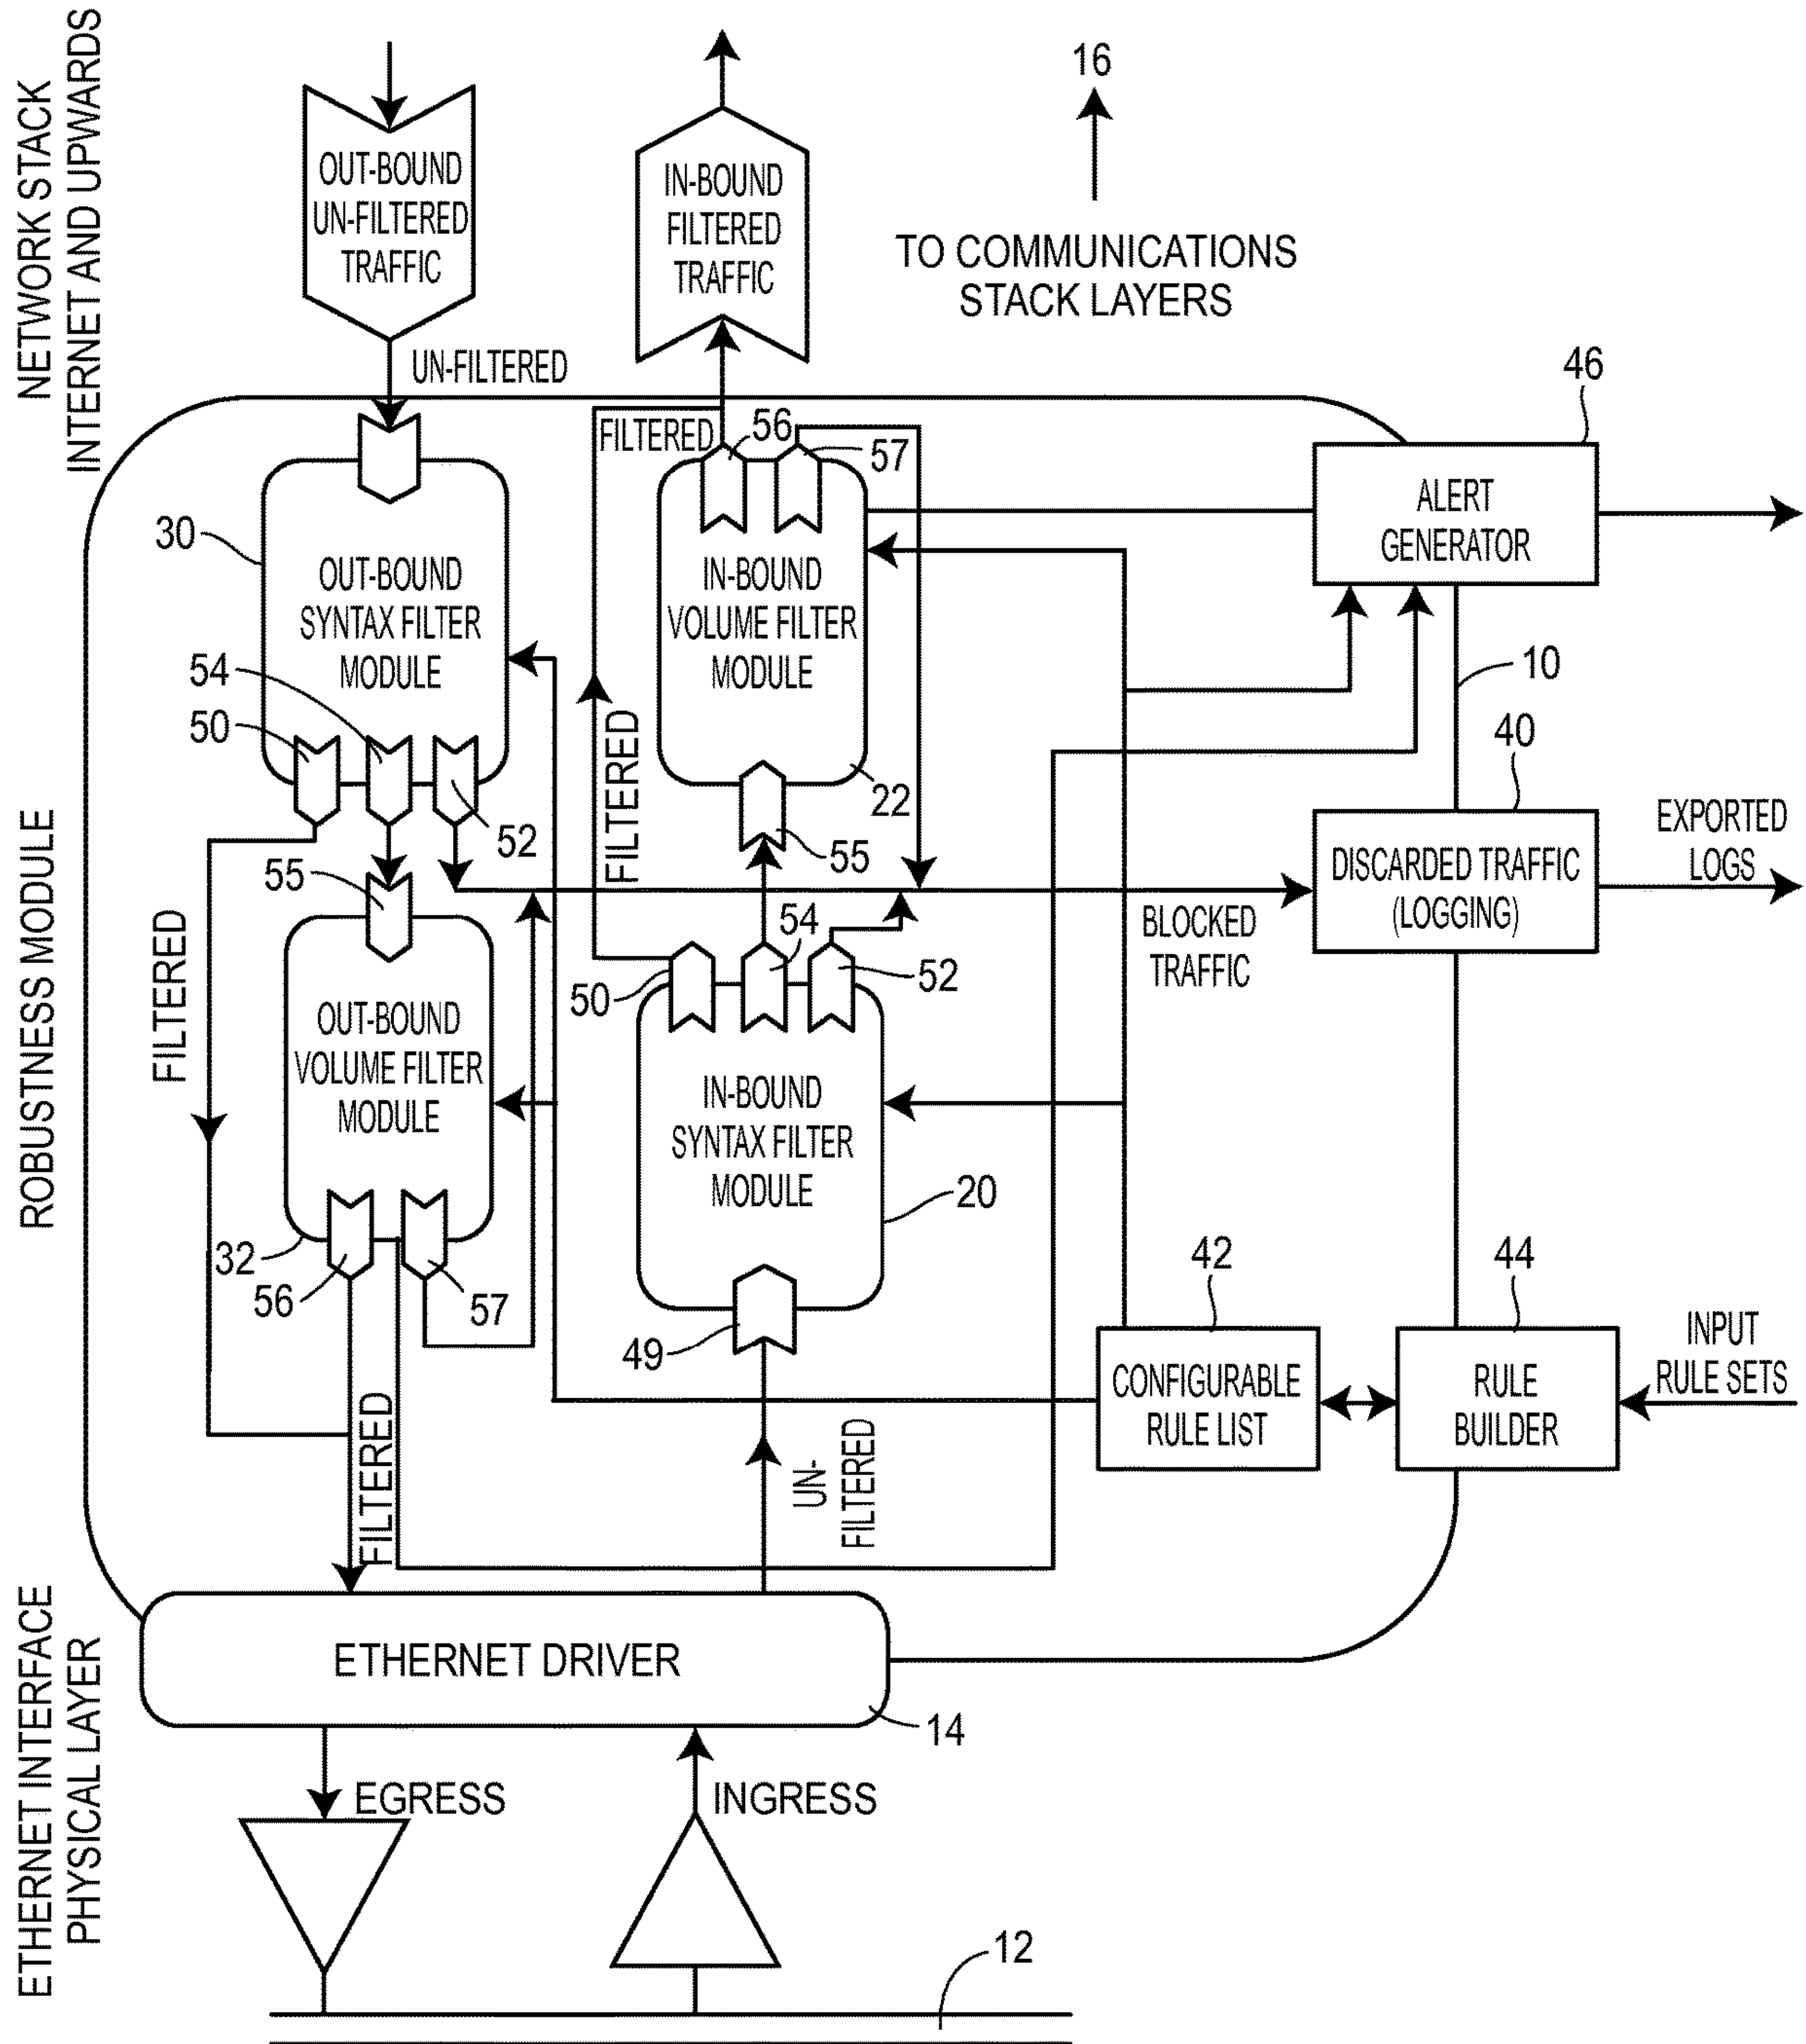 NETWORK STACK
INTERNET AND UPWARDS
OUT-BOUND
UN-FILTERED
TRAFFIC
IN-BOUND
FILTERED
TRAFFIC
16
TO COMMUNICATIONS
STACK LAYERS
UN-FILTERED
46
FILTERED
56
57
ALERT
GENERATOR
30
OUT-BOUND
SYNTAX FILTER
MODULE
IN-BOUND
VOLUME FILTER
MODULE
54
50
10
40
FILTERED
22
52
55
55
DISCARDED TRAFFIC
(LOGGING)
EXPORTED
LOGS
BLOCKED
TRAFFIC
ROBUSTNESS MODULE
FILTERED
54
50
52
OUT-BOUND
VOLUME FILTER
MODULE
IN-BOUND
SYNTAX FILTER
MODULE
20
32
56
57
49
42
44
CONFIGURABLE
RULE LIST
RULE
BUILDER
INPUT
RULE SETS
FILTERED
UN-
FILTERED
ETHERNET INTERFACE
PHYSICAL LAYER
ETHERNET DRIVER
14
EGRESS
INGRESS
12